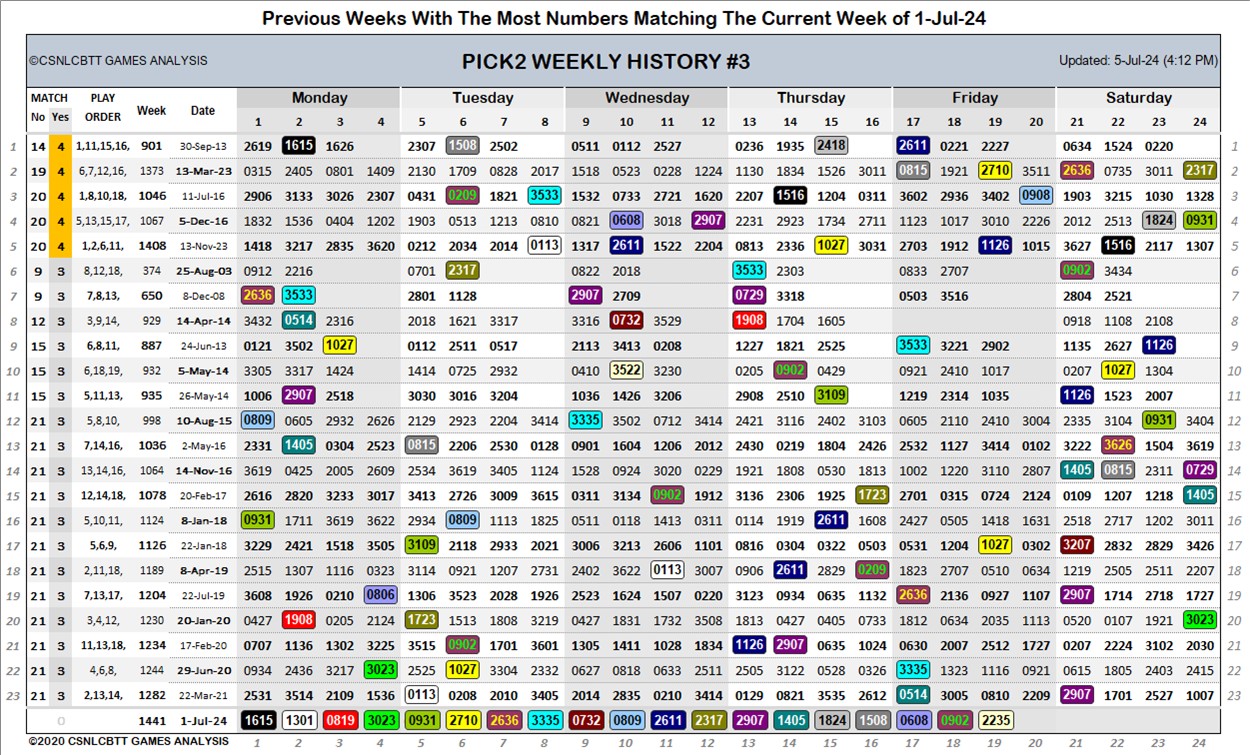 Previous Weeks With The Most Numbers Matching The Current Week of 1-Jul-24
©CSNLCBTT GAMES ANALYSIS PICK2 WEEKLY HISTORY #3 Updated: 5-Jul-24 (4:12 PM)
MATCH PLAY ORDER Week Date Monday Tuesday Wednesday Thursday Friday Saturday
No Yes 1 2 3 4 5 6 7 8 9 10 11 12 13 14 15 16 17 18 19 20 21 22 23 24
1 14 4 1,11,15,16, 901 30-Sep-13 2619 1615 1626 2307 1508 2502 0511 0112 2527 0236 1935 2418 2611 0221 2227 0634 1524 0220 1
2 19 4 6,7,12,16, 1373 13-Mar-23 0315 2405 0801 1409 2130 1709 0829 2017 1518 0523 0228 1224 1130 1834 1526 3011 0815 1929 2710 3511 2636 0735 3011 2317 2
3 20 4 1,8,10,18, 1046 11-Jul-16 2906 3133 3026 2307 0431 0209 1821 3533 1532 0733 2721 1620 2207 1516 1204 0311 3602 2936 3402 0908 1903 3215 1030 1328 3
4 20 4 5,13,15,17, 1067 5-Dec-16 1832 1536 0404 1202 1903 0513 1213 0810 0821 0608 3018 2907 2231 2923 1734 2711 1123 1017 3010 2226 2012 2513 1824 0931 4
5 20 4 1,2,6,11, 1408 13-Nov-23 1418 3217 2835 3620 0212 2034 2014 0113 1317 2611 1522 2204 0813 2336 1027 3031 2703 1912 1126 1015 3627 1516 2117 1307 5
6 9 3 8,12,18, 374 25-Aug-03 0912 2216 0701 2317 0822 2018 3533 2303 0833 2707 0902 3434 6
7 9 3 7,8,13, 650 8-Dec-08 2636 3533 2801 1128 2907 2709 0729 3318 0503 3516 2804 2521 7
8 12 3 3,9,14, 929 14-Apr-14 3432 0514 2316 2018 1621 3317 3316 0732 3529 1908 1704 1605 0918 1108 2108 8
9 15 3 6,8,11, 887 24-Jun-13 0121 3502 1027 0112 2511 0517 2113 3413 0208 1227 1821 2525 3533 3221 2902 1135 2627 1126 9
10 15 3 6,18,19, 932 5-May-14 3305 3317 1424 1414 0725 2932 0410 3522 3230 0205 0902 0429 0921 2410 1017 0207 1027 1304 10
11 15 3 5,11,13, 935 26-May-14 1006 2907 2518 3030 3016 3204 1036 1426 3206 2908 2510 3109 1219 2314 1035 1126 1523 2007 11
12 21 3 5,8,10, 998 10-Aug-15 0809 0605 2932 2626 2129 2119 2204 3414 3335 3502 0712 3414 2421 3116 2402 3103 0605 2110 2410 3004 2335 3104 0931 3404 12
13 21 3 7,14,16, 1036 2-May-16 2331 1405 0304 2523 0815 2206 2530 0128 0901 1604 1206 2012 3430 0219 1804 2426 2532 1127 3414 0102 3222 3626 1504 3619 13
14 21 3 13,14,16, 1064 14-Nov-16 3619 0425 2005 2609 2534 3619 3405 1124 1528 0924 3020 0229 1921 1808 0530 1813 1002 1220 3110 2807 1405 0815 2311 0729 14
15 21 3 12,14,18, 1078 20-Feb-17 2616 2820 3233 3017 3413 2726 3009 3615 0311 3134 0902 1912 3136 2306 1925 1723 2701 0315 0724 2124 0109 1207 1218 1405 15
16 21 3 5,10,11, 1124 8-Jan-18 0931 1711 3619 3622 2934 0809 1113 1825 0511 0118 1413 0311 0114 1919 2611 1608 2427 0505 1418 1631 2518 2717 1202 3011 16
17 21 3 5,6,9, 1126 22-Jan-18 3229 2421 1518 3505 3109 2118 2933 2021 3006 3213 2606 1101 0816 0304 0322 0503 0531 1204 1027 0302 3207 2832 2829 3426 17
18 21 3 2,11,18, 1189 8-Apr-19 2515 1307 1116 0323 3114 0921 1207 2731 2402 3622 0113 3007 0906 2611 2829 0209 1823 2707 0510 0634 1219 2505 2511 2207 18
19 21 3 7,13,17, 1204 22-Jul-19 3608 1926 0210 0806 1306 3523 2028 1926 2523 1624 1507 0220 3123 0934 0635 1132 2636 2136 0927 1107 2907 1714 2718 1727 19
20 21 3 3,4,12, 1230 20-Jan-20 0427 1908 0205 2124 1723 1513 1808 3219 0427 1831 1732 3508 1813 0427 0405 0733 1812 0634 2035 1113 0520 0107 1921 3023 20
21 21 3 11,13,18, 1234 17-Feb-20 0707 1136 1302 3225 3515 0902 1701 3601 1305 1411 1028 1834 1126 2907 0635 1024 0630 2007 2512 1727 0207 2224 3102 2030 21
22 21 3 4,6,8, 1244 29-Jun-20 0934 2436 3217 3023 2525 1027 3304 2332 0627 0818 0633 2511 2505 3122 1528 0326 3335 1323 1116 0921 0615 1805 2403 2415 22
23 21 3 2,13,14, 1282 22-Mar-21 2531 3514 2109 1536 0113 0208 2010 3405 2014 2835 0210 3414 0129 0821 3535 2612 0514 3005 0810 2209 2907 1701 2527 1007 23
0 1441 1-Jul-24 1615 1301 0819 3023 0931 2710 2636 3335 0732 0809 2611 2317 2907 1405 1824 1508 0608 0902 2235
©2020 CSNLCBTT GAMES ANALYSIS 1 2 3 4 5 6 7 8 9 10 11 12 13 14 15 16 17 18 19 20 21 22 23 24